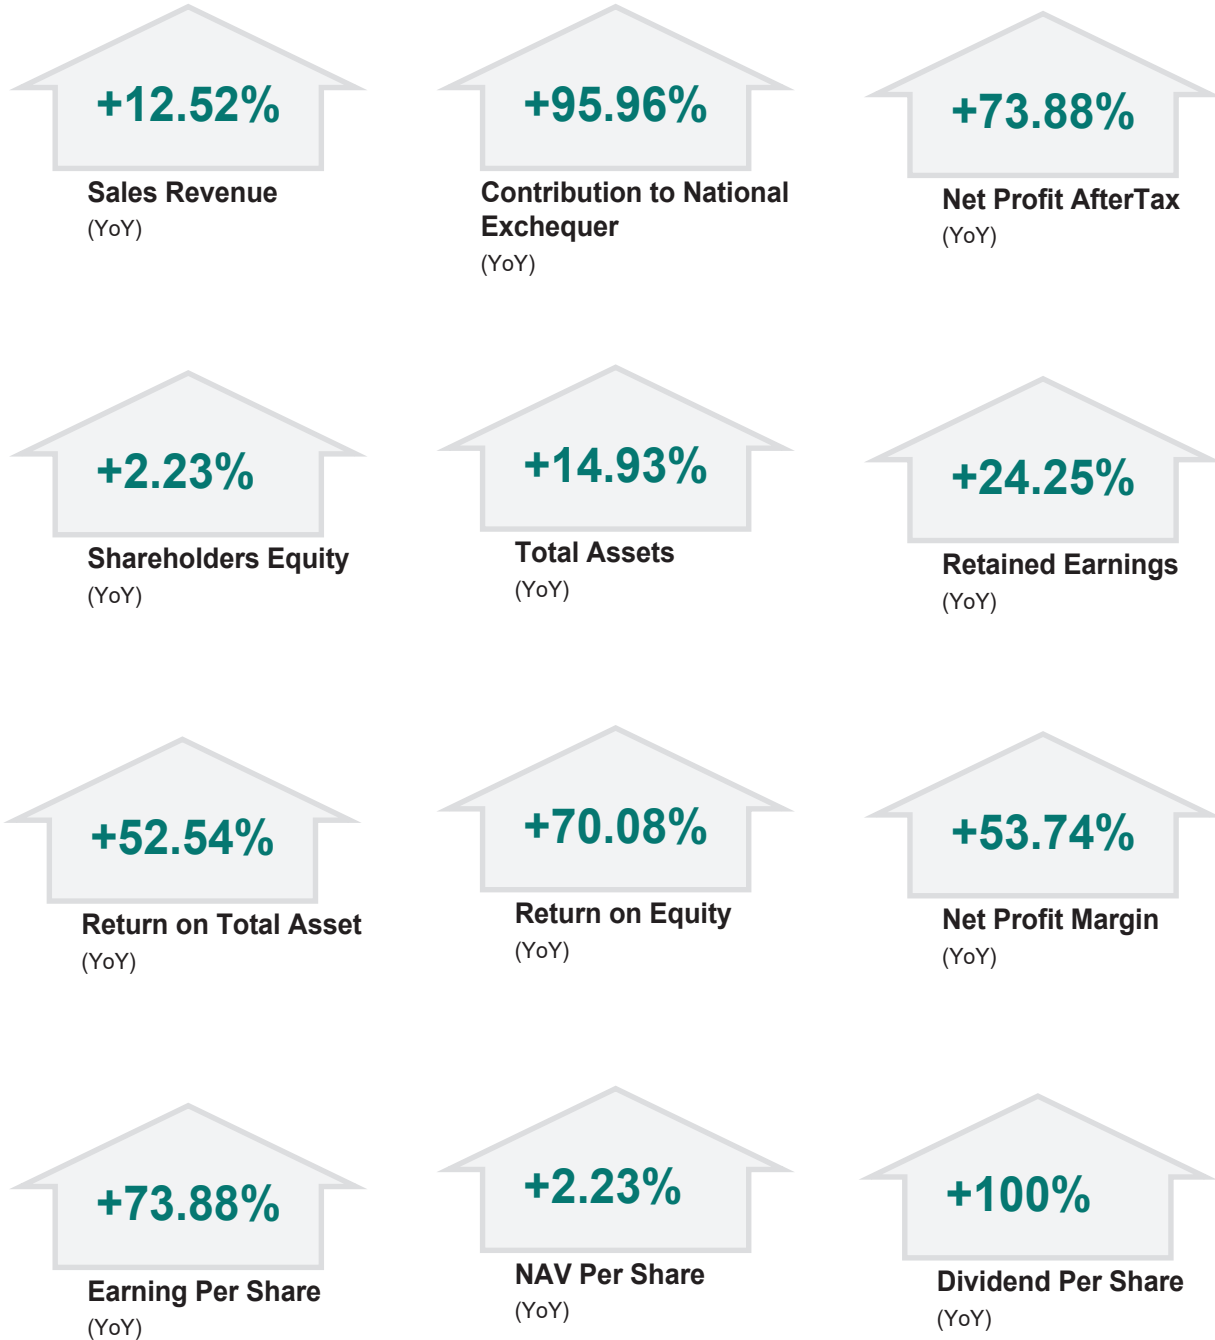 +12.52%
Sales Revenue
(YoY)
+95.96%
Contribution to National
Exchequer
(YoY)
+73.88%
Net Profit AfterTax
(YoY)
+2.23%
Shareholders Equity
(YoY)
+14.93%
Total Assets
(YoY)
+24.25%
Retained Earnings
(YoY)
+52.54%
Return on Total Asset
(YoY)
+70.08%
Return on Equity
(YoY)
+53.74%
Net Profit Margin
(YoY)
+73.88%
Earning Per Share
(YoY)
+2.23%
NAV Per Share
(YoY)
+100%
Dividend Per Share
(YoY)